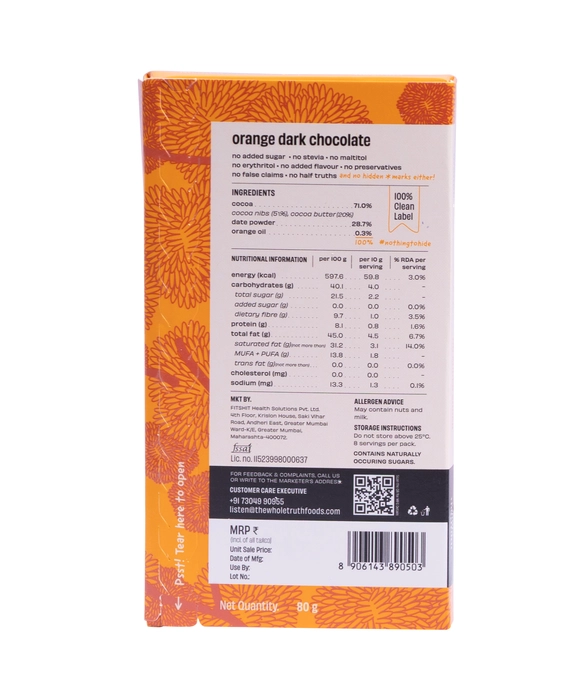 orange dark chocolate
no added sugar • no stevia • no maltitol
no erythritol • no added flavour • no preservatives
no false claims • no half truths and no hidden * marks either!
INGREDIENTS
cocoa 71.0%
cocoa nibs (51%), cocoa butter (20%)
date powder 28.7%
orange oil 0.3%
100% #nothingtohide
100%
Clean
Label
NUTRITIONAL INFORMATION per 100 g per 10 g serving % RDA per serving
energy (kcal) 597.6 59.8 3.0%
carbohydrates (g) 40.1 4.0 -
total sugar (g) 21.5 2.2 -
added sugar (g) 0.0 0.0 0.0%
dietary fibre (g) 9.7 1.0 3.5%
protein (g) 8.1 0.8 1.6%
total fat (g) 45.0 4.5 6.7%
saturated fat (g)(not more than) 31.2 3.1 14.0%
MUFA + PUFA (g) 13.8 1.8 -
trans fat (g)(not more than) 0.0 0.0 0.0%
cholesterol (mg) 0.0 0.0 -
sodium (mg) 13.3 1.3 0.1%
MKT BY.
FITSHIT Health Solutions Pvt. Ltd.
4th Floor, Krislon House, Saki Vihar
Road, Andheri East, Greater Mumbai
Ward-K/E, Greater Mumbai,
Maharashta-400072.
fssai
Lic. no. 11523998000637
ALLERGEN ADVICE
May contain nuts and
milk.
STORAGE INSTRUCTIONS
Do not store above 25°C.
8 servings per pack.
CONTAINS NATURALLY
OCCURING SUGARS.
FOR FEEDBACK & COMPLAINTS, CALL US
OR WRITE TO THE MARKETER'S ADDRESS
CUSTOMER CARE EXECUTIVE
+91 73049 90955
listen@thewholetruthfoods.com
MRP ₹
(incl. of all taxes)
Unit Sale Price:
Date of Mfg:
Use By:
Lot No.:
8 906143 890503
Net Quantity. 80 g
Psst! Tear here to open